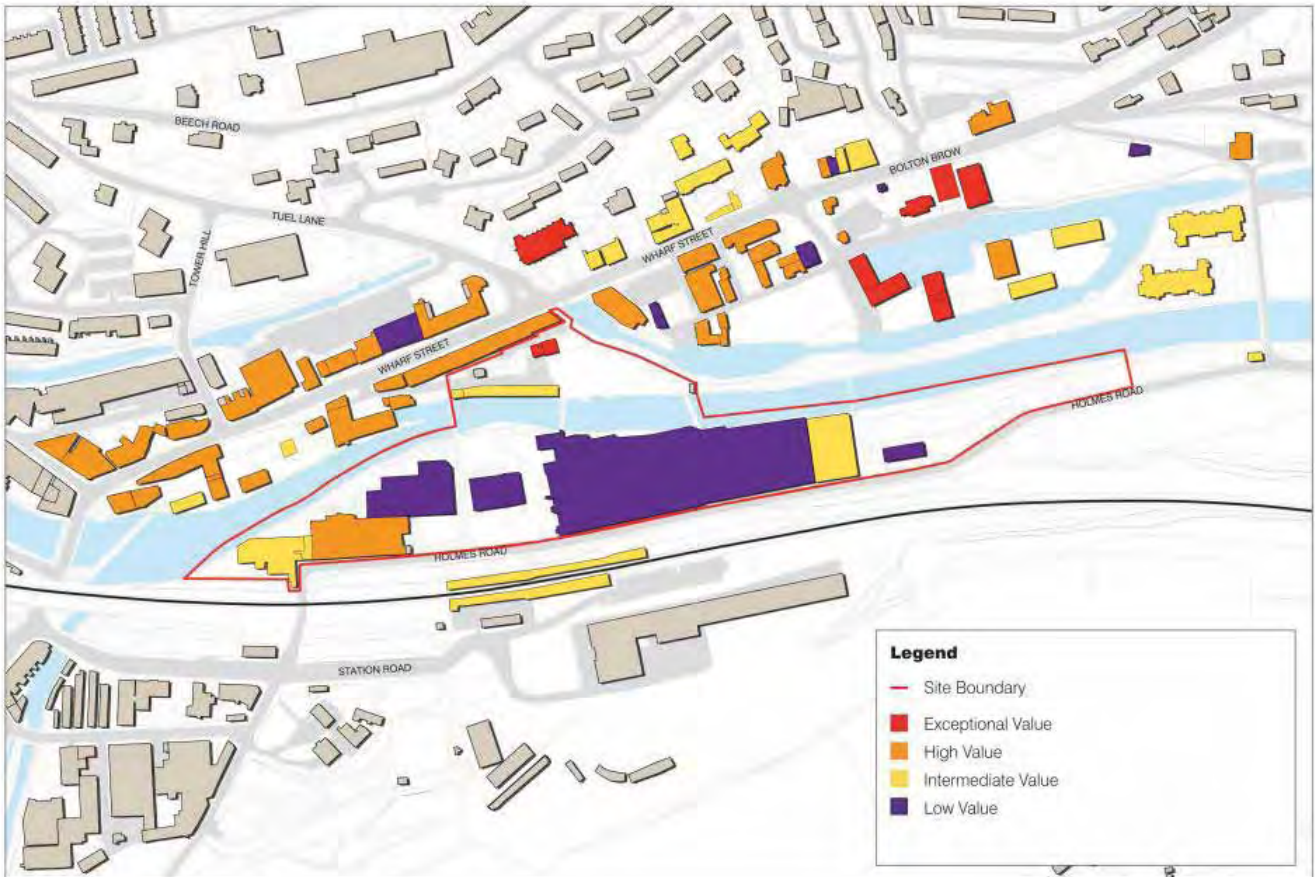 BEECH ROAD
TUEL LANE
TOWER HILL
BOLTON BROW
WHARF STREET
WHARF STREET
HOLMES ROAD
HOLMES ROAD
STATION ROAD
Legend
Site Boundary
Exceptional Value
High Value
Intermediate Value
Low Value